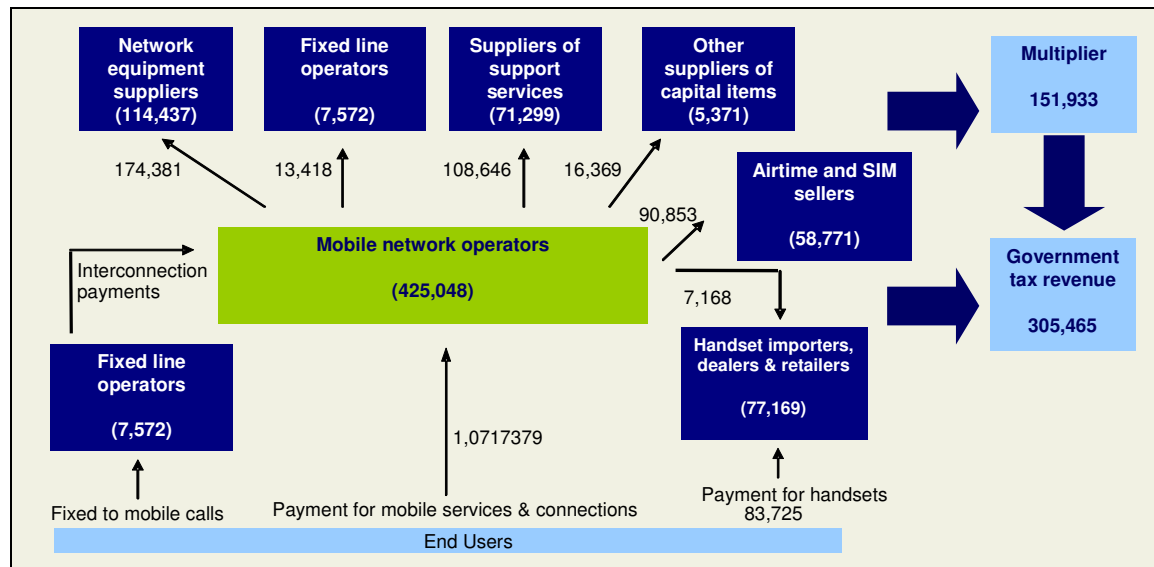 Network
equipment
suppliers
(114,437)
Fixed line
operators
(7,572)
Suppliers of
support
services
(71,299)
Other
suppliers of
capital items
(5,371)
Multiplier
151,933
174,381
13,418
108,646
16,369
Airtime and SIM
sellers
(58,771)
90,853
Mobile network operators
(425,048)
Interconnection
payments
7,168
Government
tax revenue
305,465
Fixed line
operators
(7,572)
Handset importers,
dealers & retailers
(77,169)
1,0717379
Fixed to mobile calls
Payment for mobile services & connections
Payment for handsets
83,725
End Users